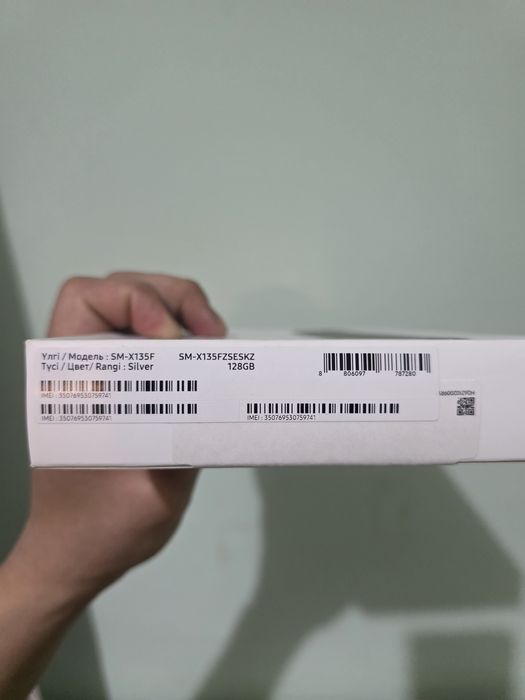 Үлгі / Модель : SM-X135F SM-X135FZSESKZ
Түсі / Цвет/ Rangi : Silver 128GB
8 806097 787280
IMEI : 350769530759741
IMEI : 350769530759741 IMEI : 350769530759741